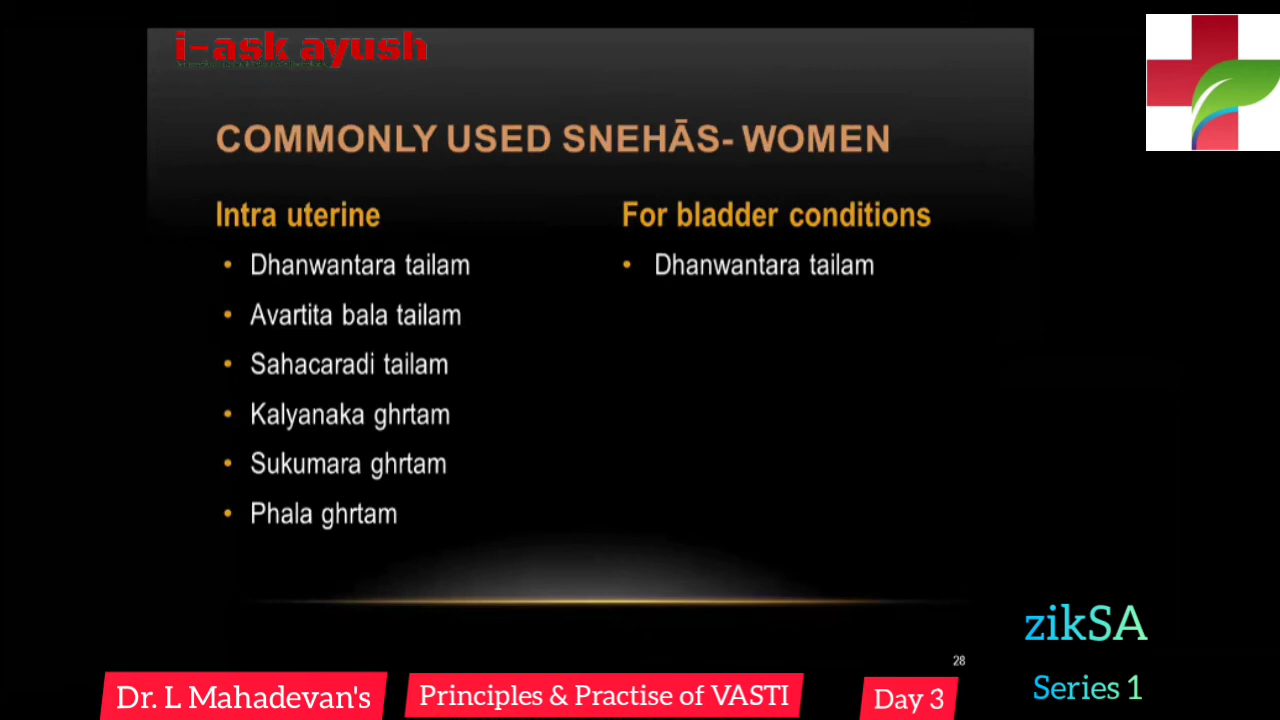 i-ask ayush
COMMONLY USED SNEHĀS- WOMEN
Intra uterine
• Dhanwantara tailam
• Avartita bala tailam
• Sahacaradi tailam
• Kalyanaka ghrtam
• Sukumara ghrtam
• Phala ghrtam
For bladder conditions
• Dhanwantara tailam
28
zikSA
Series 1
Dr. L Mahadevan's
Principles & Practise of VASTI
Day 3